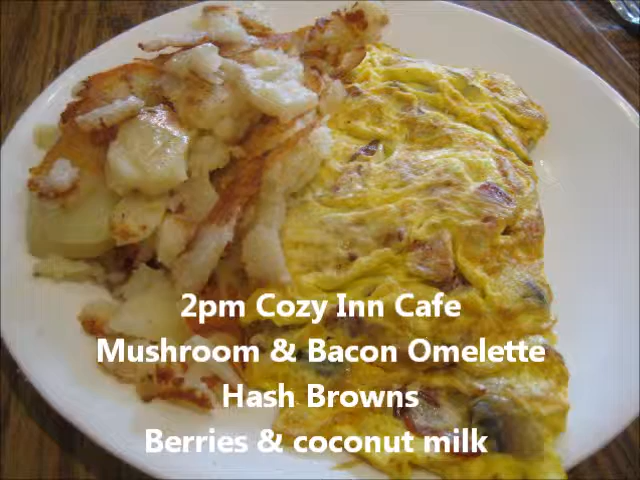 2pm Cozy Inn Cafe
Mushroom & Bacon Omelette
Hash Browns
Berries & coconut milk